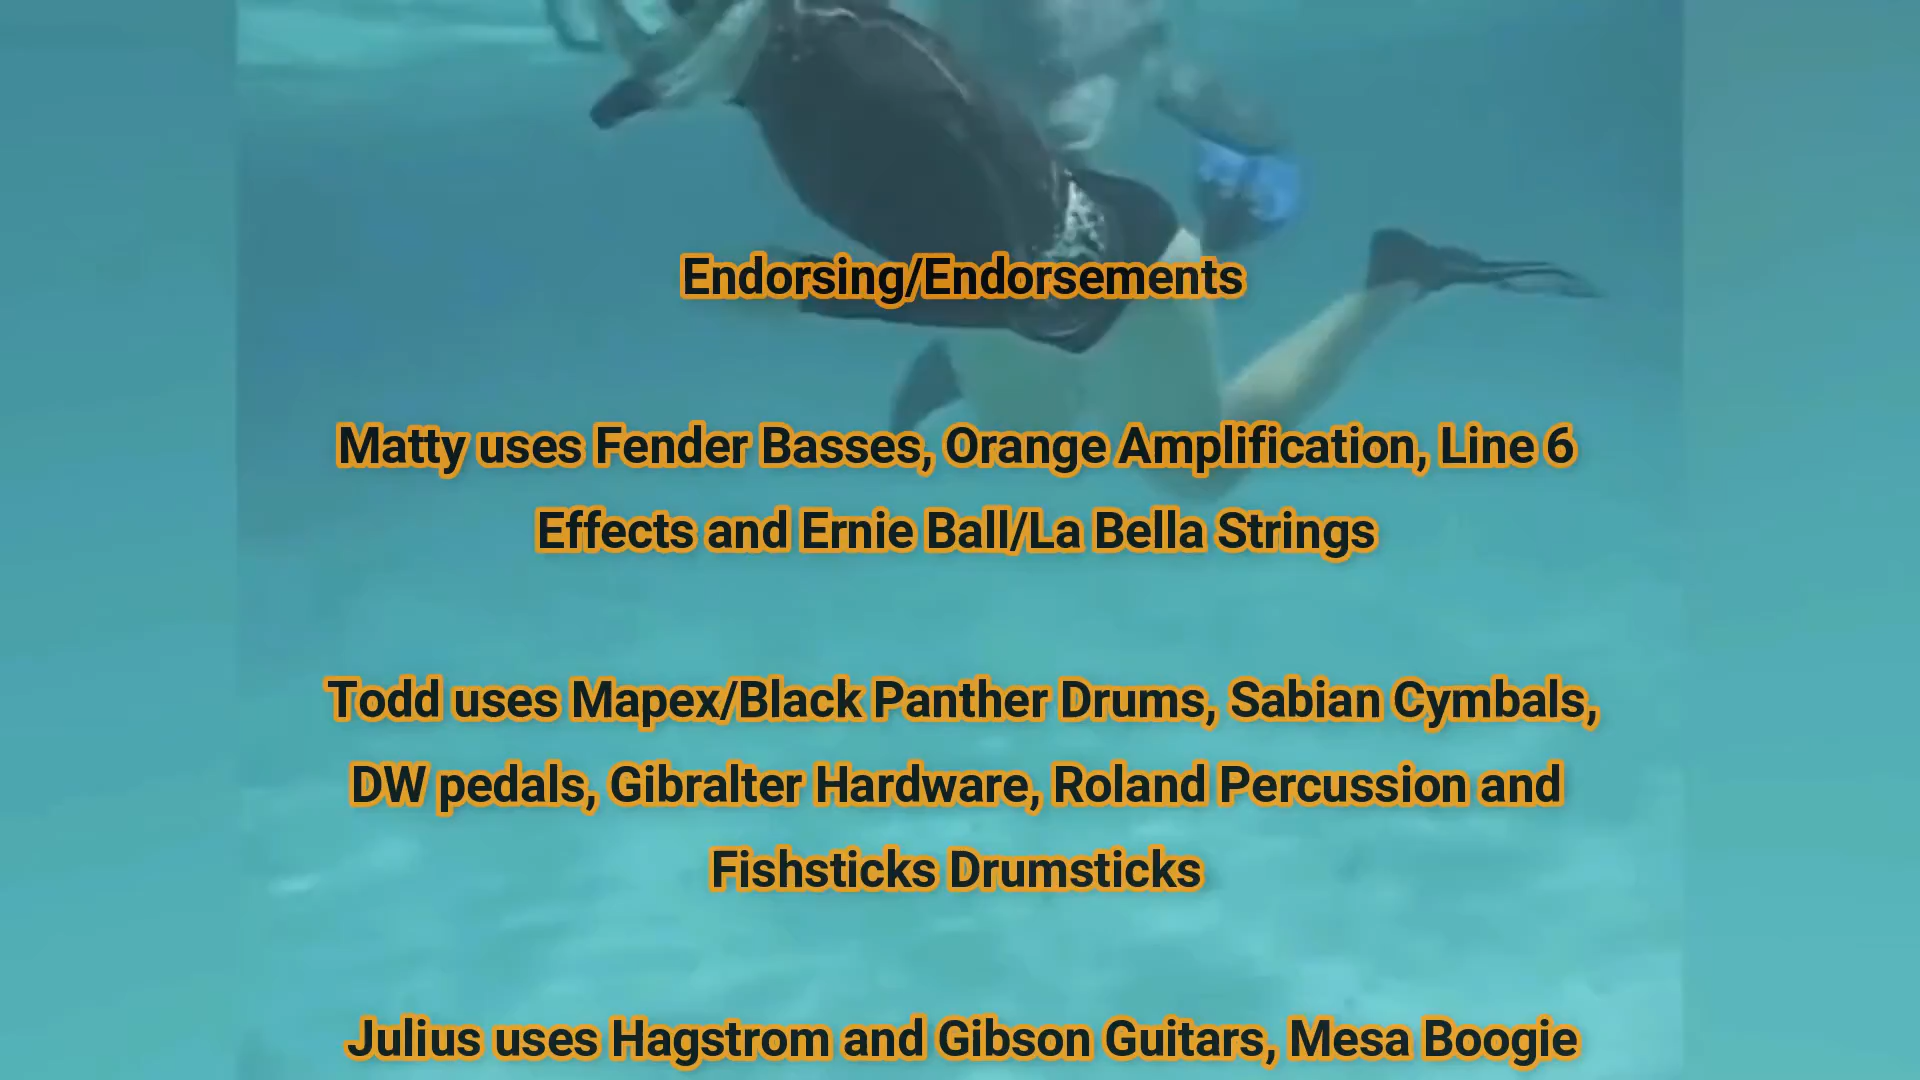 Endorsing/Endorsements
Matty uses Fender Basses, Orange Amplification, Line 6
Effects and Ernie Ball/La Bella Strings
Todd uses Mapex/Black Panther Drums, Sabian Cymbals,
DW pedals, Gibralter Hardware, Roland Percussion and
Fishsticks Drumsticks
Julius uses Hagstrom and Gibson Guitars, Mesa Boogie